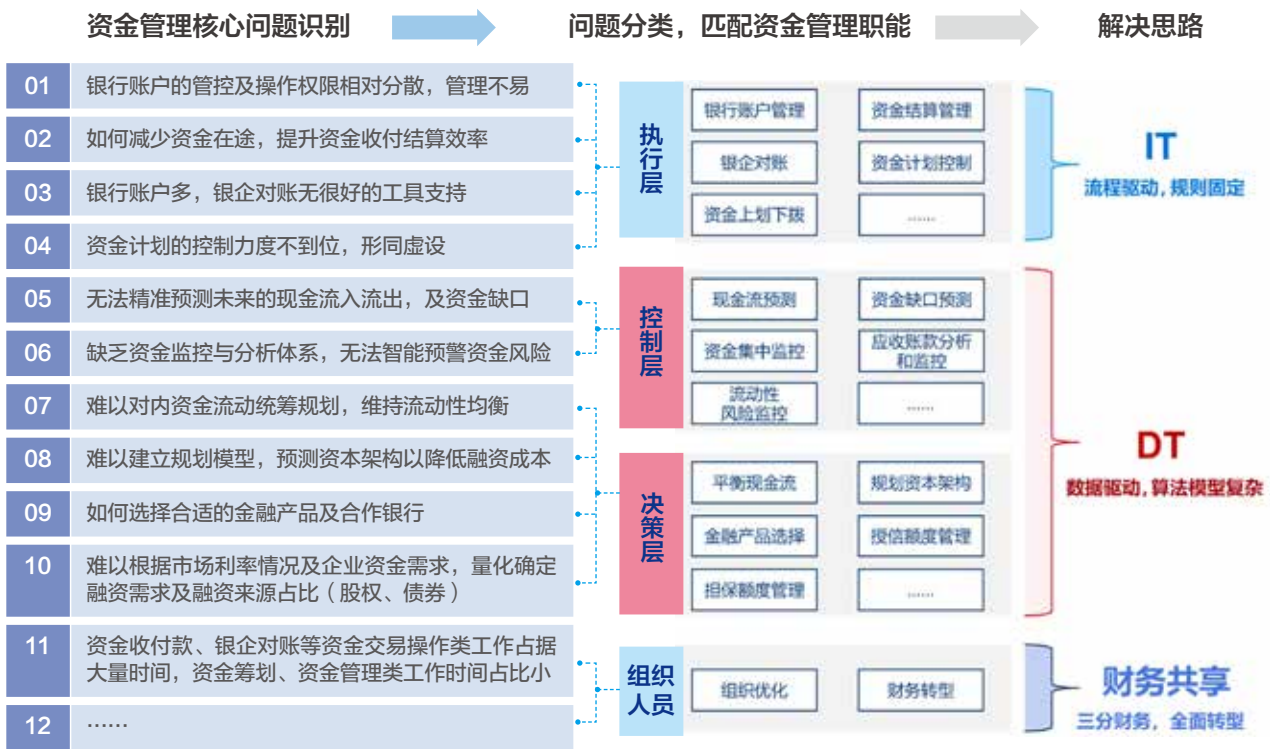 资金管理核心问题识别
问题分类，匹配资金管理职能
解决思路
01
银行账户的管控及操作权限相对分散，管理不易
02
如何减少资金在途，提升资金收付结算效率
03
银行账户多，银企对账无很好的工具支持
04
资金计划的控制力度不到位，形同虚设
05
无法精准预测未来的现金流入流出，及资金缺口
06
缺乏资金监控与分析体系，无法智能预警资金风险
07
难以对内资金流动统筹规划，维持流动性均衡
08
难以建立规划模型，预测资本架构以降低融资成本
09
如何选择合适的金融产品及合作银行
10
难以根据市场利率情况及企业资金需求，量化确定
融资需求及融资来源占比（股权、债券）
11
资金收付款、银企对账等资金交易操作类工作占据
大量时间，资金筹划、资金管理类工作时间占比小
12
……
执行层
银行账户管理
资金结算管理
银企对账
资金计划控制
资金上划下拨
……
控制层
现金流预测
资金缺口预测
资金集中监控
应收账款分析
和监控
流动性
风险监控
……
决策层
平衡现金流
规划资本架构
金融产品选择
授信额度管理
担保额度管理
……
组织
人员
组织优化
财务转型
IT
流程驱动，规则固定
DT
数据驱动，算法模型复杂
财务共享
三分财务，全面转型